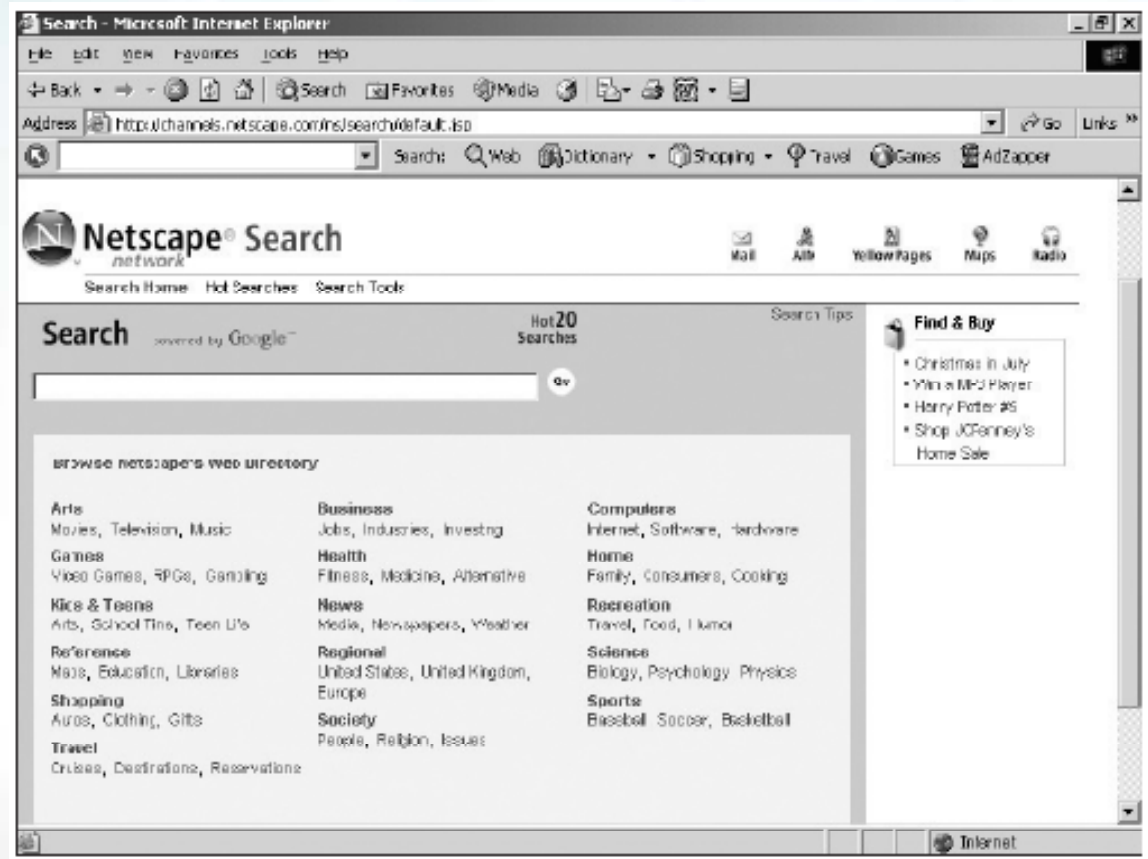 Search - Microsoft Internet Explorer
File Edit View Favorites Tools Help
Back Search Favorites Media
Address http://channels.netscape.com/ns/search/default.jsp Go Links »
Search: Web Dictionary Shopping Travel Games AdZapper
N Netscape® Search
network
Mail AIM Yellow Pages Maps Radio
Search Home Hot Searches Search Tools
Search powered by Google™
Hot 20
Searches
Search Tips
Go
Find & Buy
• Christmas in July
• Win a MP3 Player
• Harry Potter #5
• Shop JCPenney's
Home Sale
Browse Netscape's Web Directory
Arts
Movies, Television, Music
Games
Video Games, RPGs, Gambling
Kids & Teens
Arts, School Time, Teen Life
Reference
Maps, Education, Libraries
Shopping
Autos, Clothing, Gifts
Travel
Cruises, Destinations, Reservations
Business
Jobs, Industries, Investing
Health
Fitness, Medicine, Alternative
News
Media, Newspapers, Weather
Regional
United States, United Kingdom,
Europe
Society
People, Religion, Issues
Computers
Internet, Software, Hardware
Home
Family, Consumers, Cooking
Recreation
Travel, Food, Humor
Science
Biology, Psychology, Physics
Sports
Baseball, Soccer, Basketball
Internet